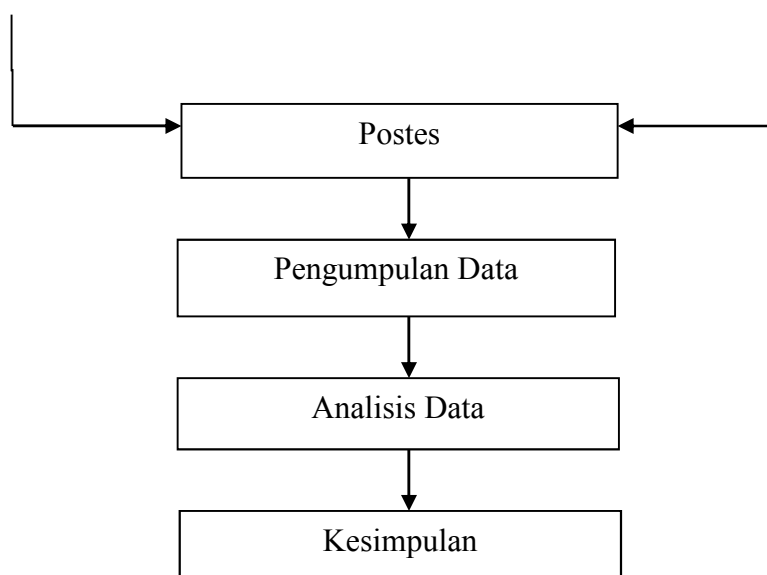 Postes
Pengumpulan Data
Analisis Data
Kesimpulan